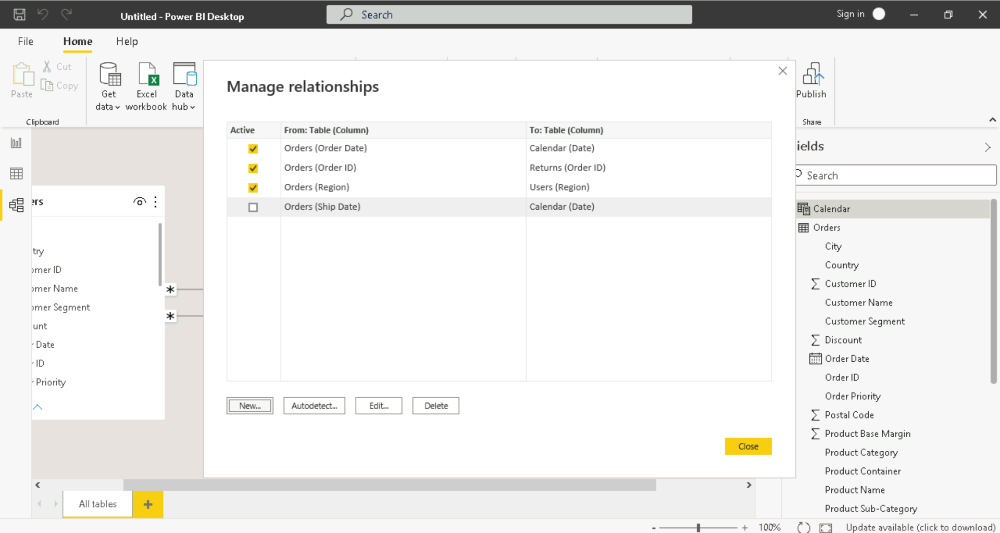 Untitled - Power BI Desktop
Search
Sign in
File
Home
Help
Paste
Cut
Copy
Clipboard
Get data
Excel workbook
Data hub
Publish
Share
Manage relationships
Active From: Table (Column) To: Table (Column)
Orders (Order Date) Calendar (Date)
Orders (Order ID) Returns (Order ID)
Orders (Region) Users (Region)
Orders (Ship Date) Calendar (Date)
New...
Autodetect...
Edit...
Delete
Close
ers
try
omer ID
omer Name
omer Segment
unt
r Date
r ID
r Priority
All tables
+
ields
Search
Calendar
Orders
City
Country
Customer ID
Customer Name
Customer Segment
Discount
Order Date
Order ID
Order Priority
Postal Code
Product Base Margin
Product Category
Product Container
Product Name
Product Sub-Category
- + 100%
Update available (click to download)